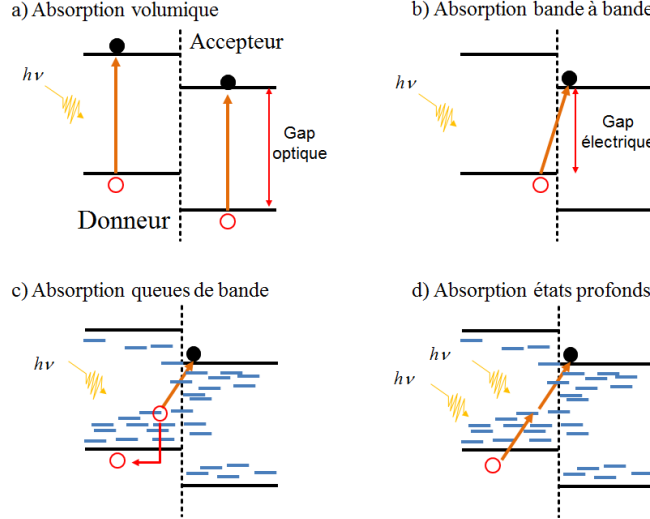 a) Absorption volumique
b) Absorption bande à bande
Accepteur
hν
hν
Gap
optique
Gap
électrique
Donneur
c) Absorption queues de bande
d) Absorption états profonds
hν
hν
hν